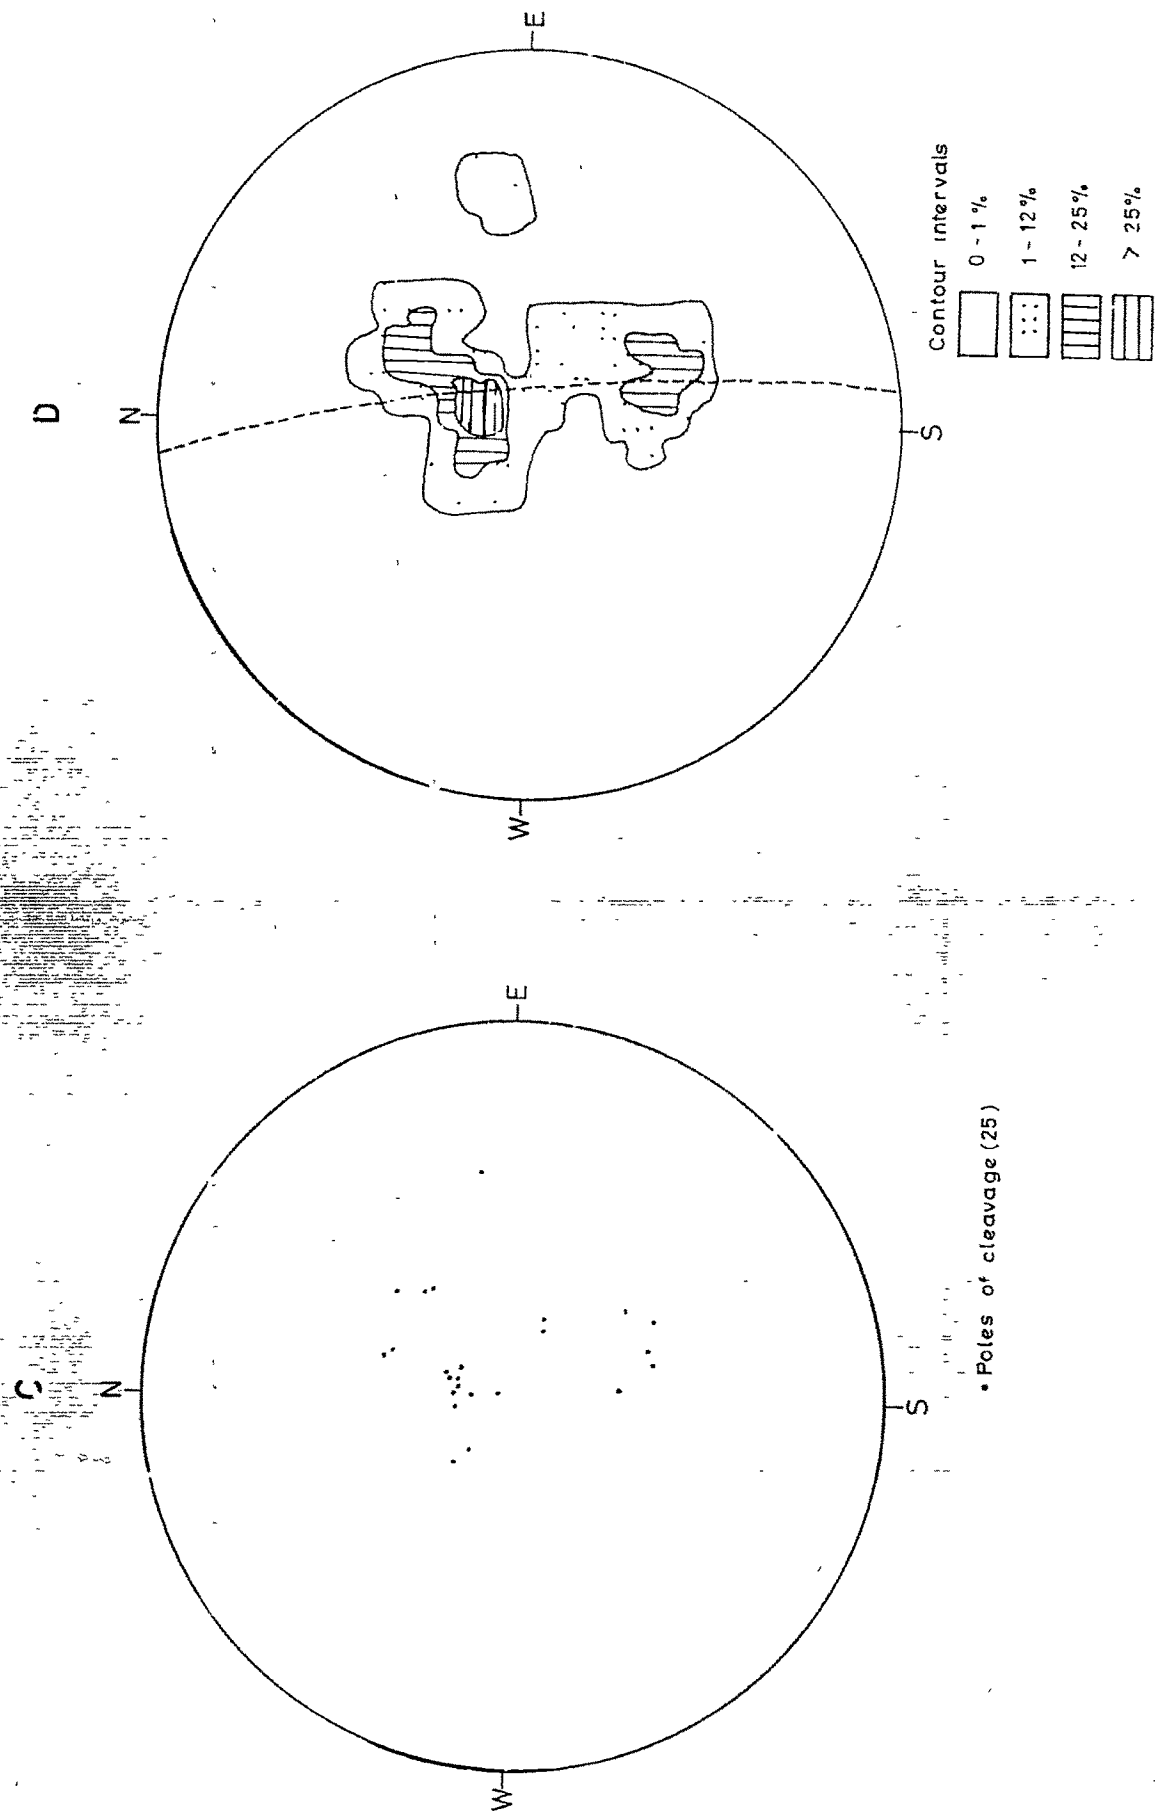 C
N
W
E
S
• Poles of cleavage (25)
D
N
W
E
S
Contour intervals
0 - 1 %
1 - 12 %
12 - 25 %
> 25 %